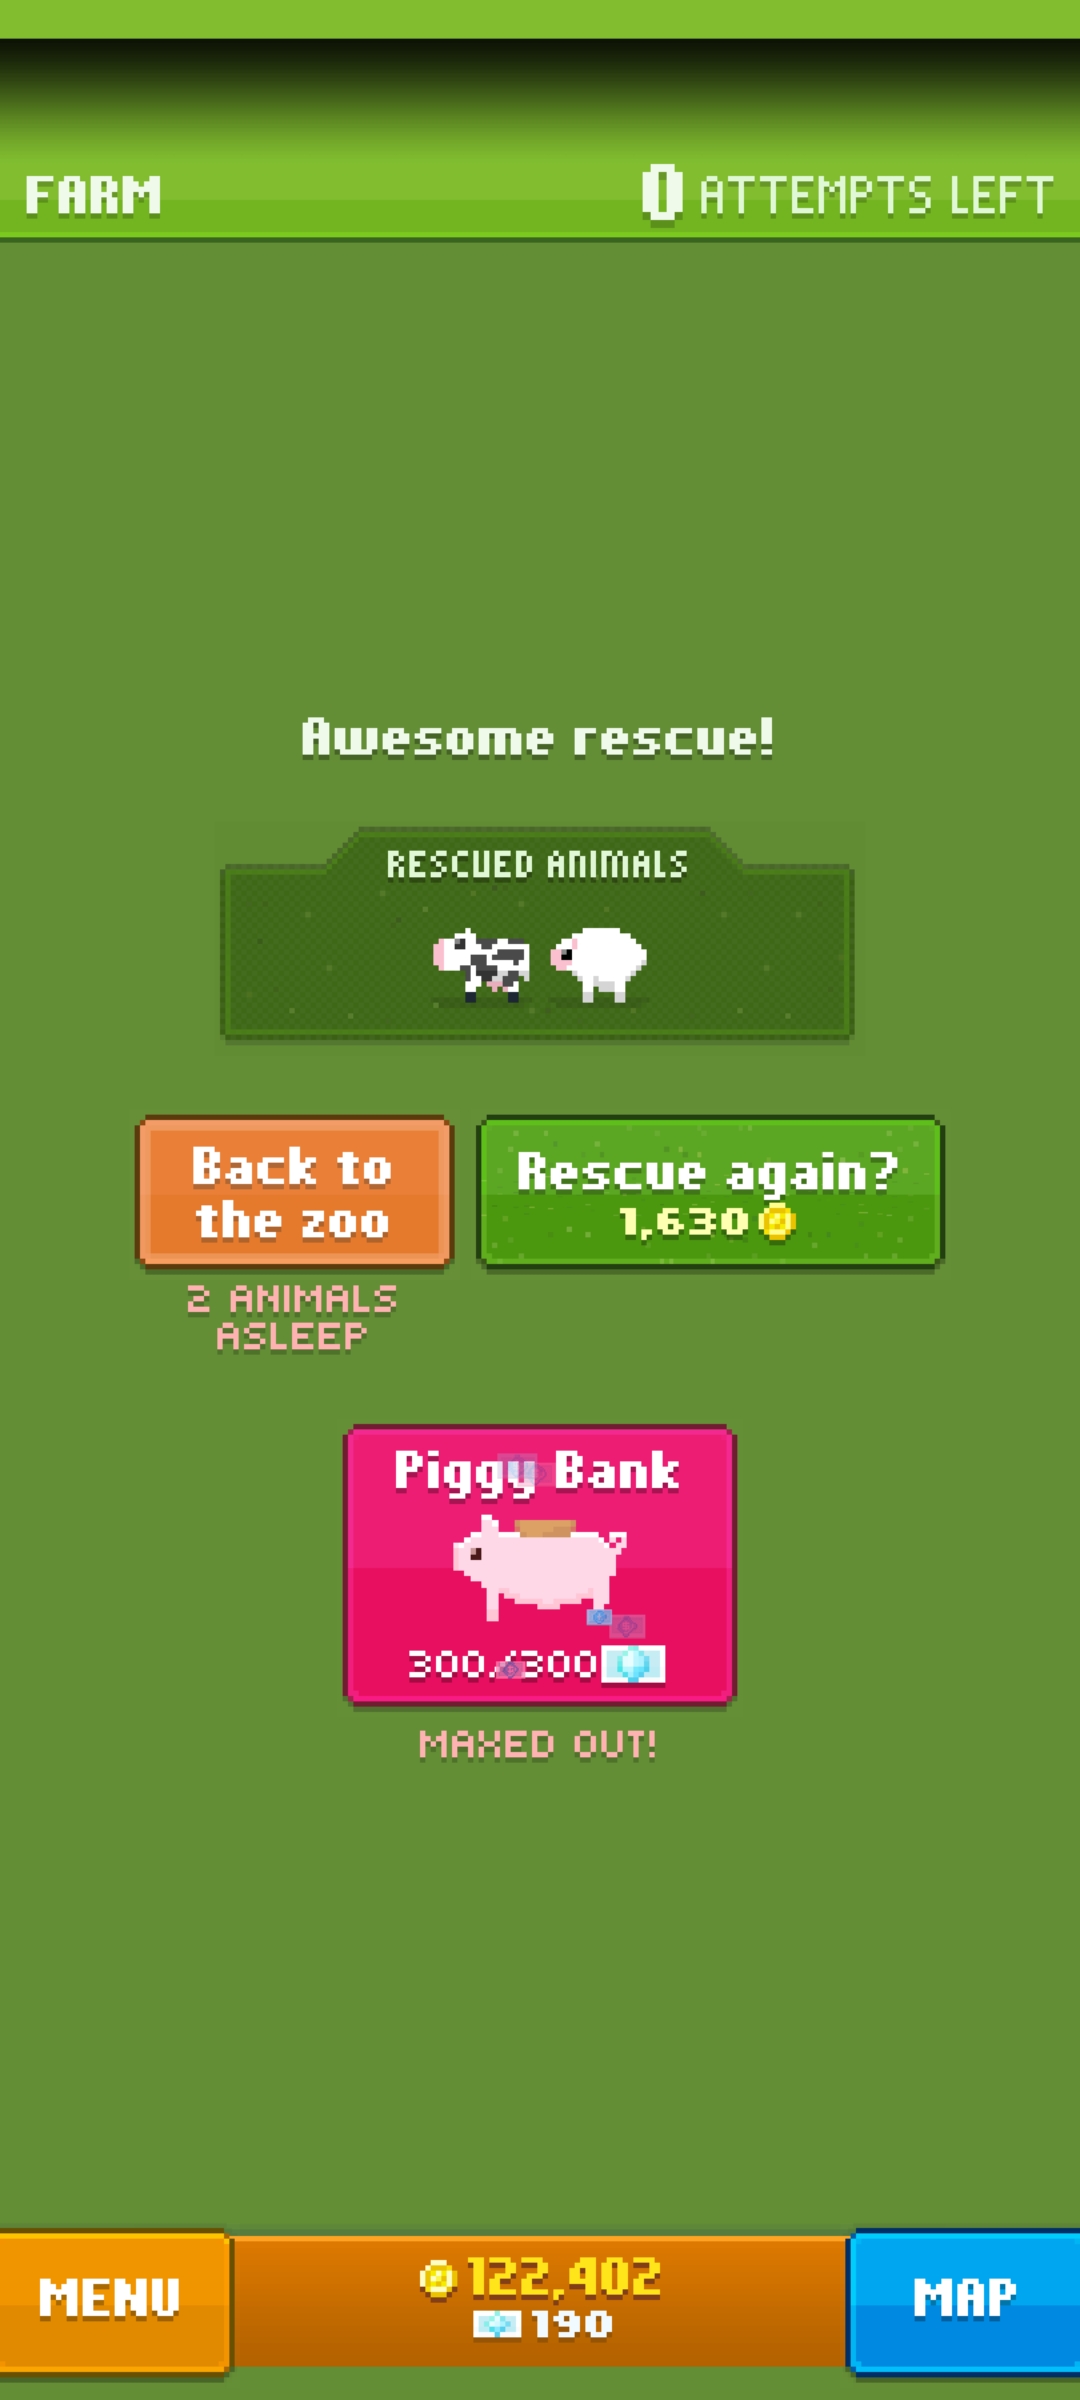 FARM
0 ATTEMPTS LEFT
Awesome rescue!
RESCUED ANIMALS
Back to
the zoo
Rescue again?
1,630
2 ANIMALS
ASLEEP
Piggy Bank
300/300
MAXED OUT!
MENU
122,402
190
MAP